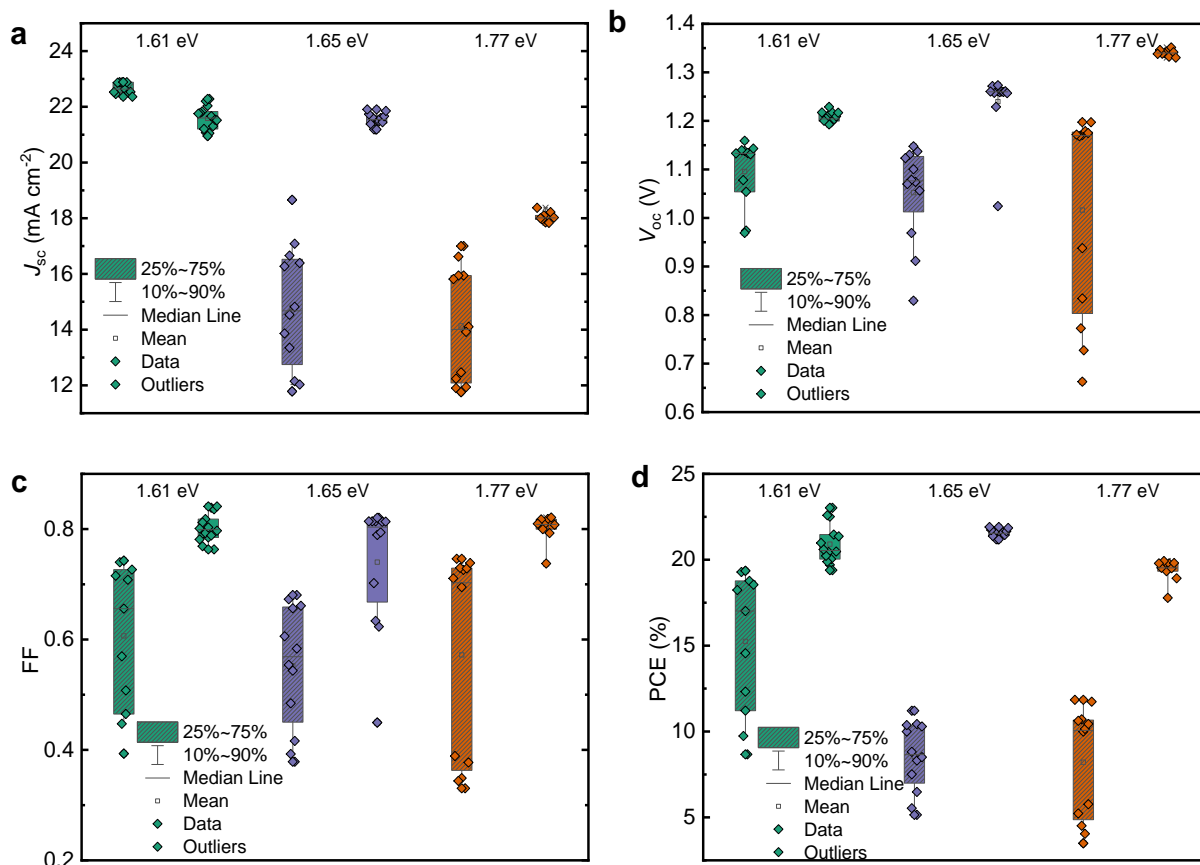 a
1.61 eV 1.65 eV 1.77 eV
24
22
20
18
16
14
12
Jsc (mA cm-2)
25%~75%
10%~90%
Median Line
Mean
Data
Outliers
b
1.61 eV 1.65 eV 1.77 eV
1.4
1.3
1.2
1.1
1.0
0.9
0.8
0.7
0.6
Voc (V)
25%~75%
10%~90%
Median Line
Mean
Data
Outliers
c
1.61 eV 1.65 eV 1.77 eV
0.8
0.6
0.4
0.2
FF
25%~75%
10%~90%
Median Line
Mean
Data
Outliers
d
1.61 eV 1.65 eV 1.77 eV
25
20
15
10
5
PCE (%)
25%~75%
10%~90%
Median Line
Mean
Data
Outliers